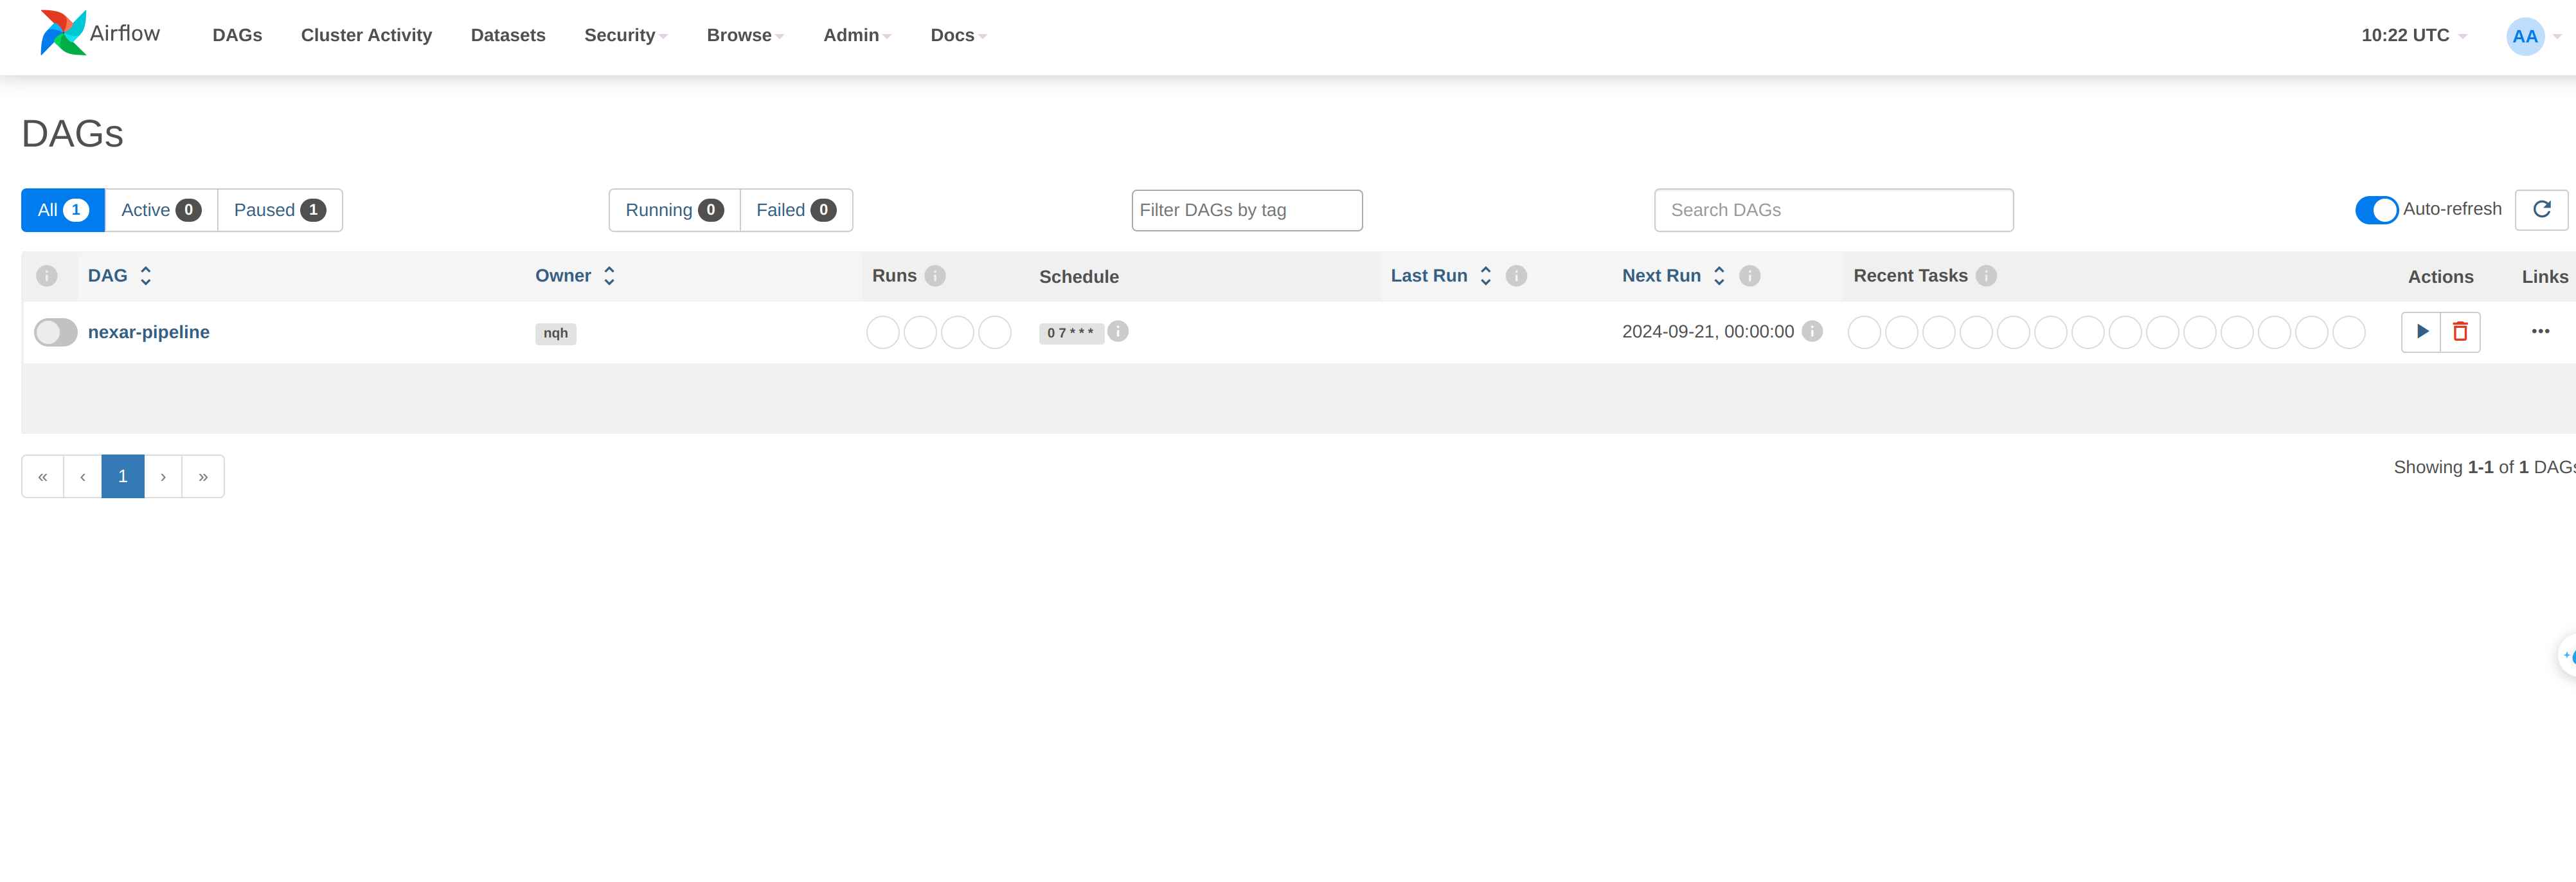 Airflow DAGs Cluster Activity Datasets Security Browse Admin Docs 10:22 UTC AA
DAGs
All 1 Active 0 Paused 1 Running 0 Failed 0 Filter DAGs by tag Search DAGs Auto-refresh
DAG Owner Runs Schedule Last Run Next Run Recent Tasks Actions Links
nexar-pipeline nqh 0 7 * * * 2024-09-21, 00:00:00
« ‹ 1 › » Showing 1-1 of 1 DAGs